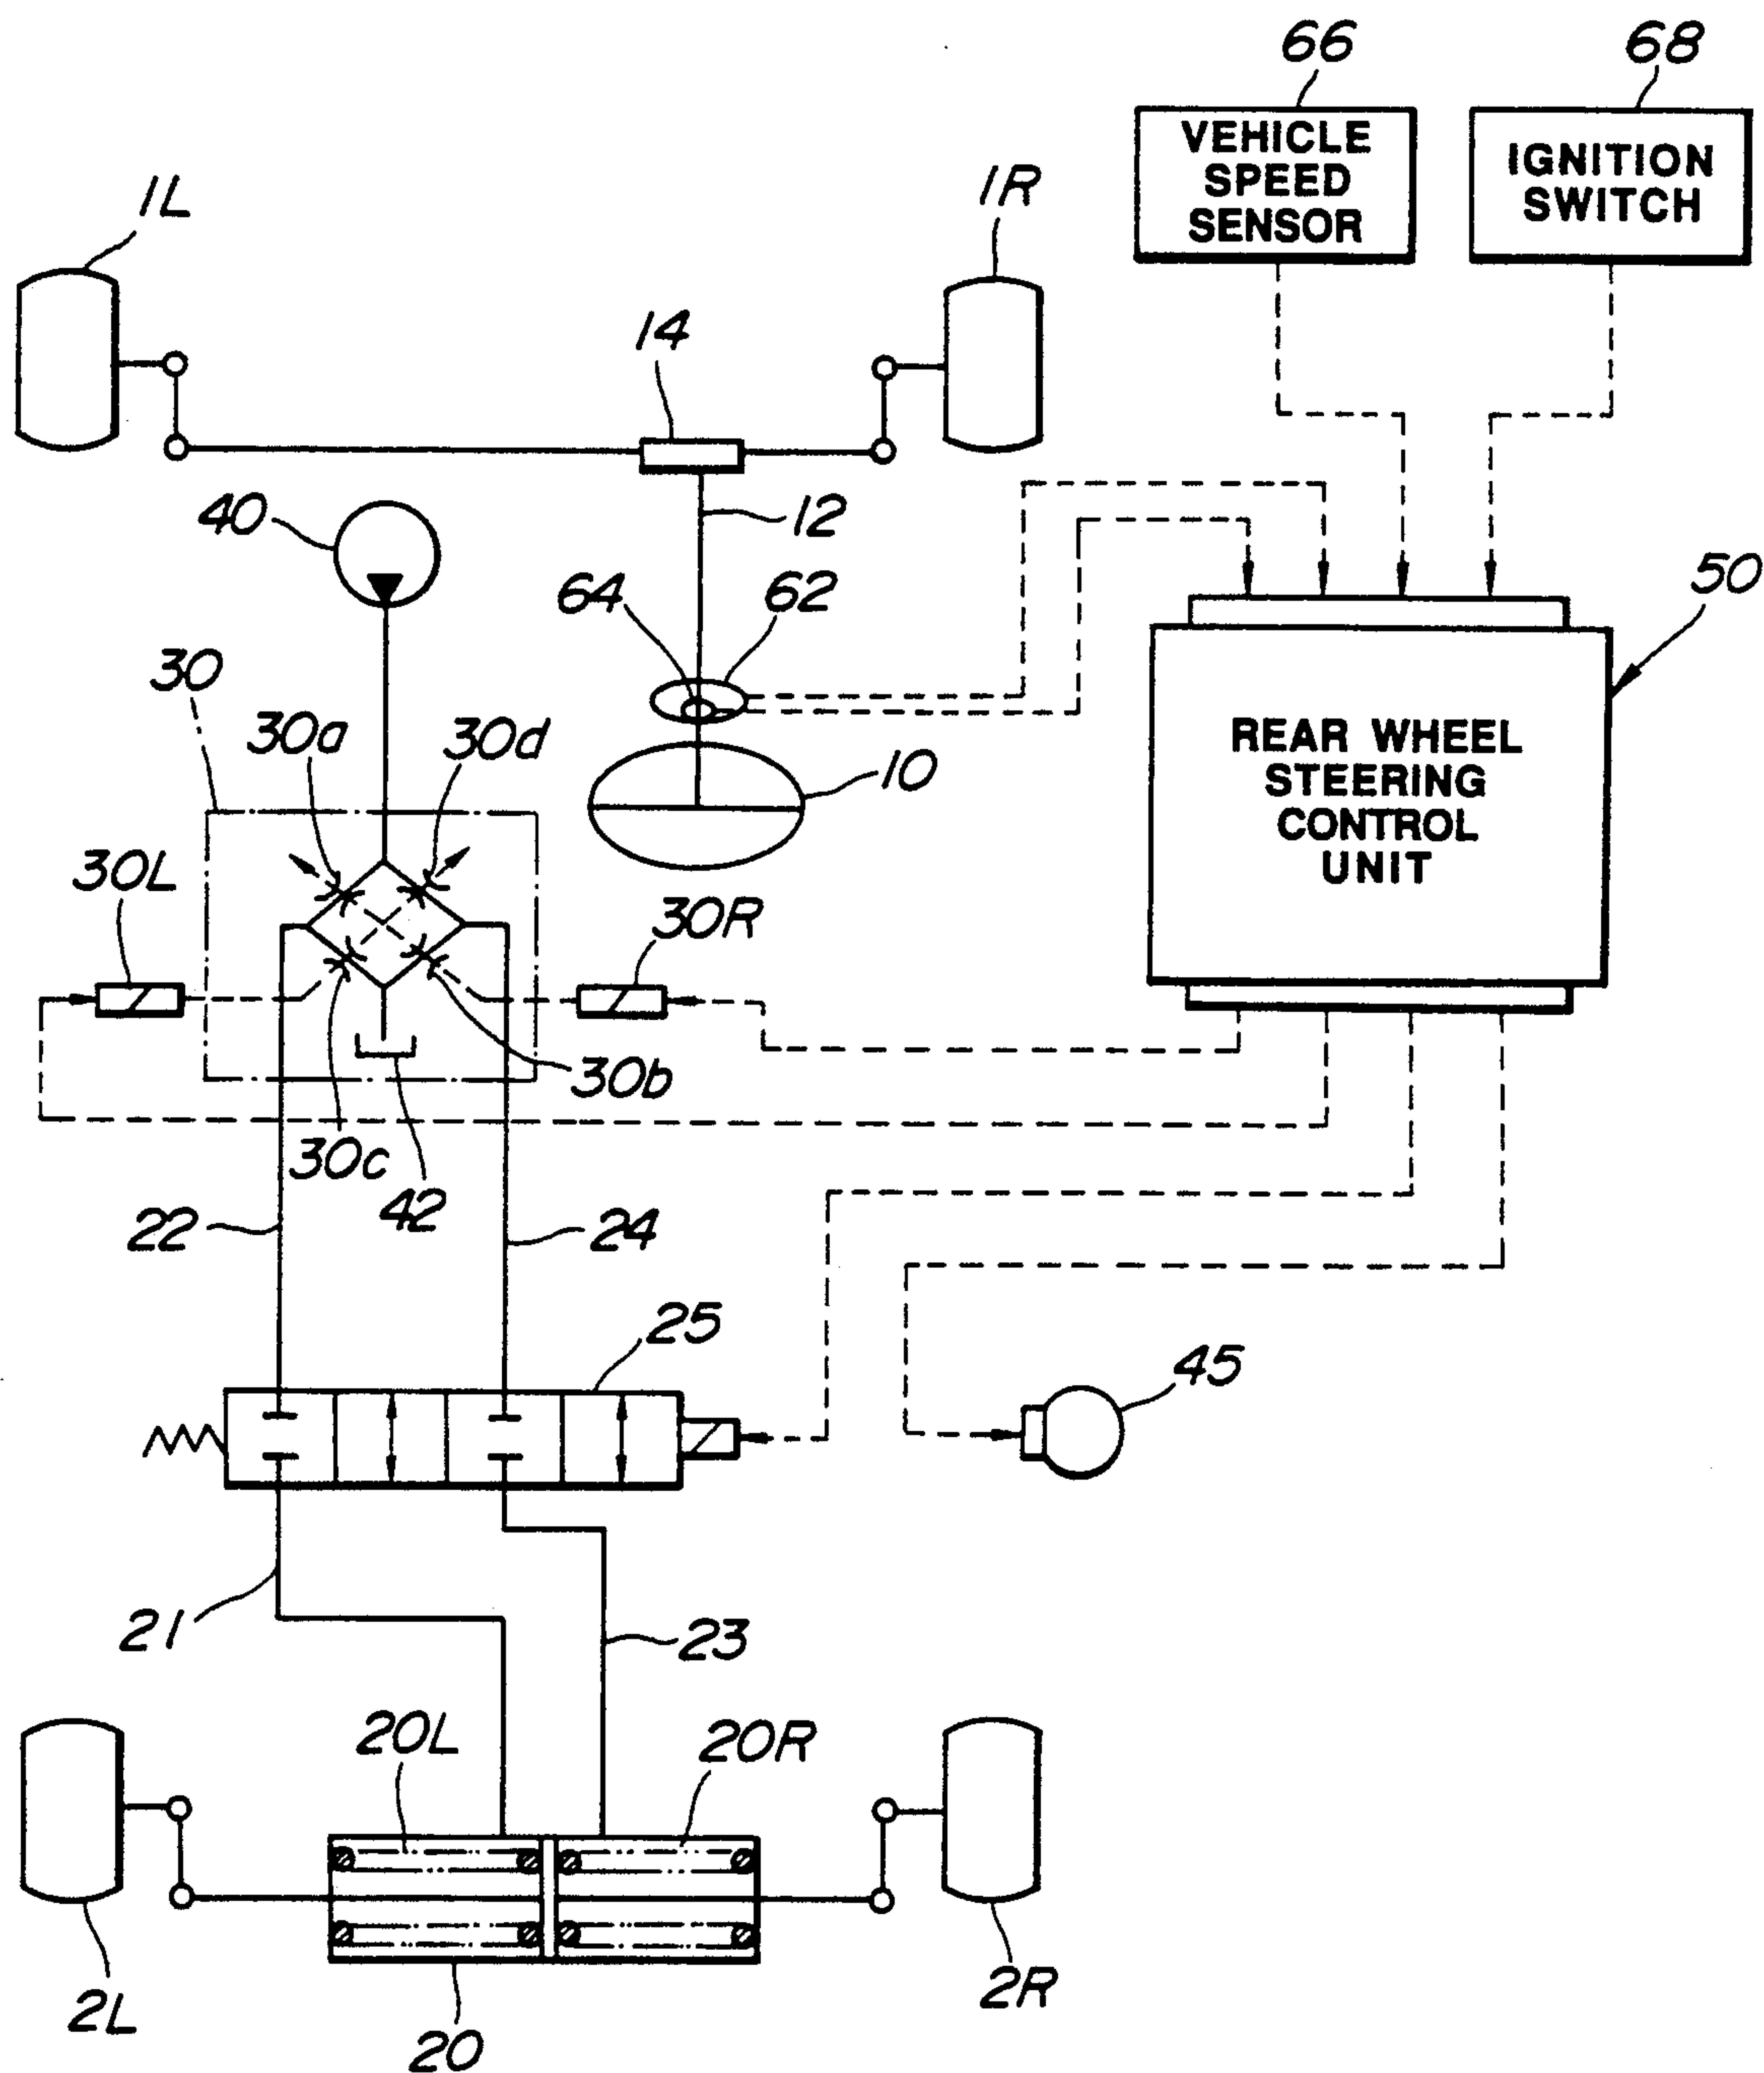 66
68
VEHICLE
SPEED
SENSOR
IGNITION
SWITCH
1L
1R
14
40
12
64
62
50
30
30a
30d
10
REAR WHEEL
STEERING
CONTROL
UNIT
30L
30R
30b
30c
42
22
24
25
45
21
23
20L
20R
2L
20
2R